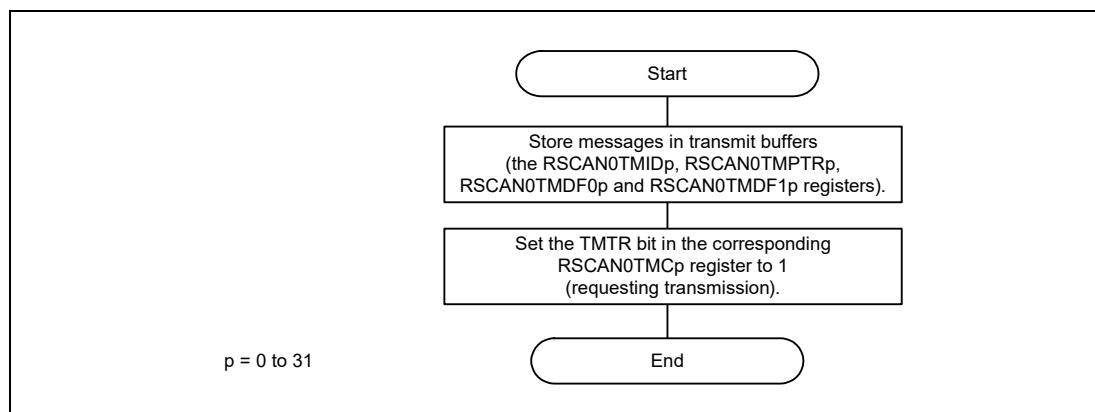 Start
Store messages in transmit buffers
(the RSCAN0TMIDp, RSCAN0TMPTRp,
RSCAN0TMDF0p and RSCAN0TMDF1p registers).
Set the TMTR bit in the corresponding
RSCAN0TMCp register to 1
(requesting transmission).
p = 0 to 31
End